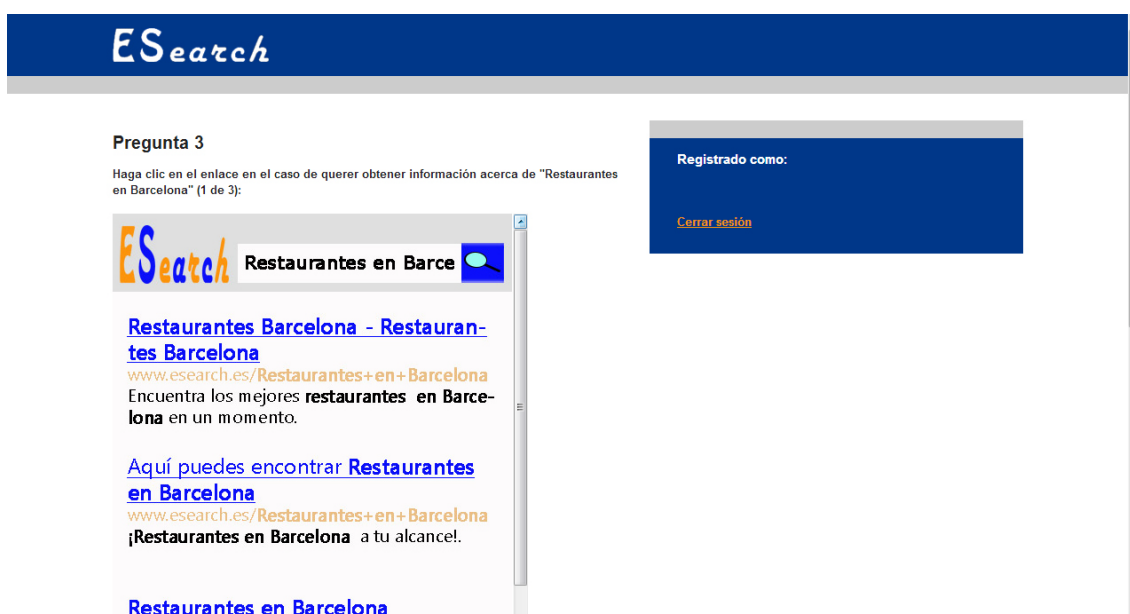 ESearch
Pregunta 3
Haga clic en el enlace en el caso de querer obtener información acerca de "Restaurantes
en Barcelona" (1 de 3):
Registrado como:
Cerrar sesión
ESearch
Restaurantes en Barce
Restaurantes Barcelona - Restauran-
tes Barcelona
www.esearch.es/Restaurantes+en+Barcelona
Encuentra los mejores restaurantes en Barce-
lona en un momento.
Aquí puedes encontrar Restaurantes
en Barcelona
www.esearch.es/Restaurantes+en+Barcelona
¡Restaurantes en Barcelona a tu alcance!.
Restaurantes en Barcelona